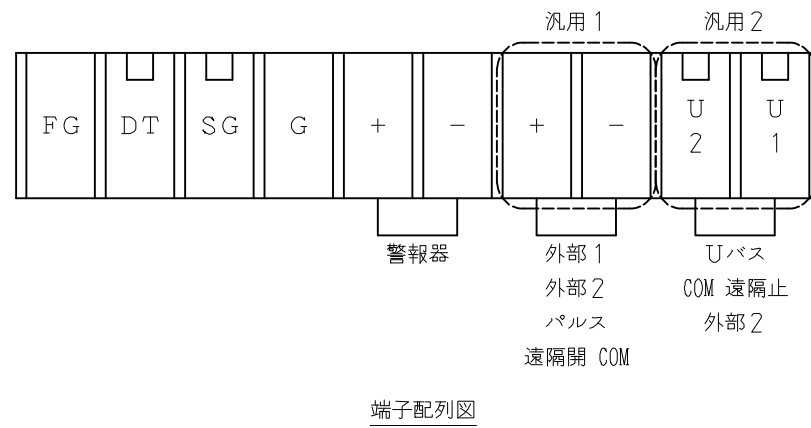 汎用1 汎用2
FG DT SG G + - + - U2 U1
警報器 外部1 Uバス
外部2 COM 遠隔止
パルス 外部2
遠隔開 COM
端子配列図